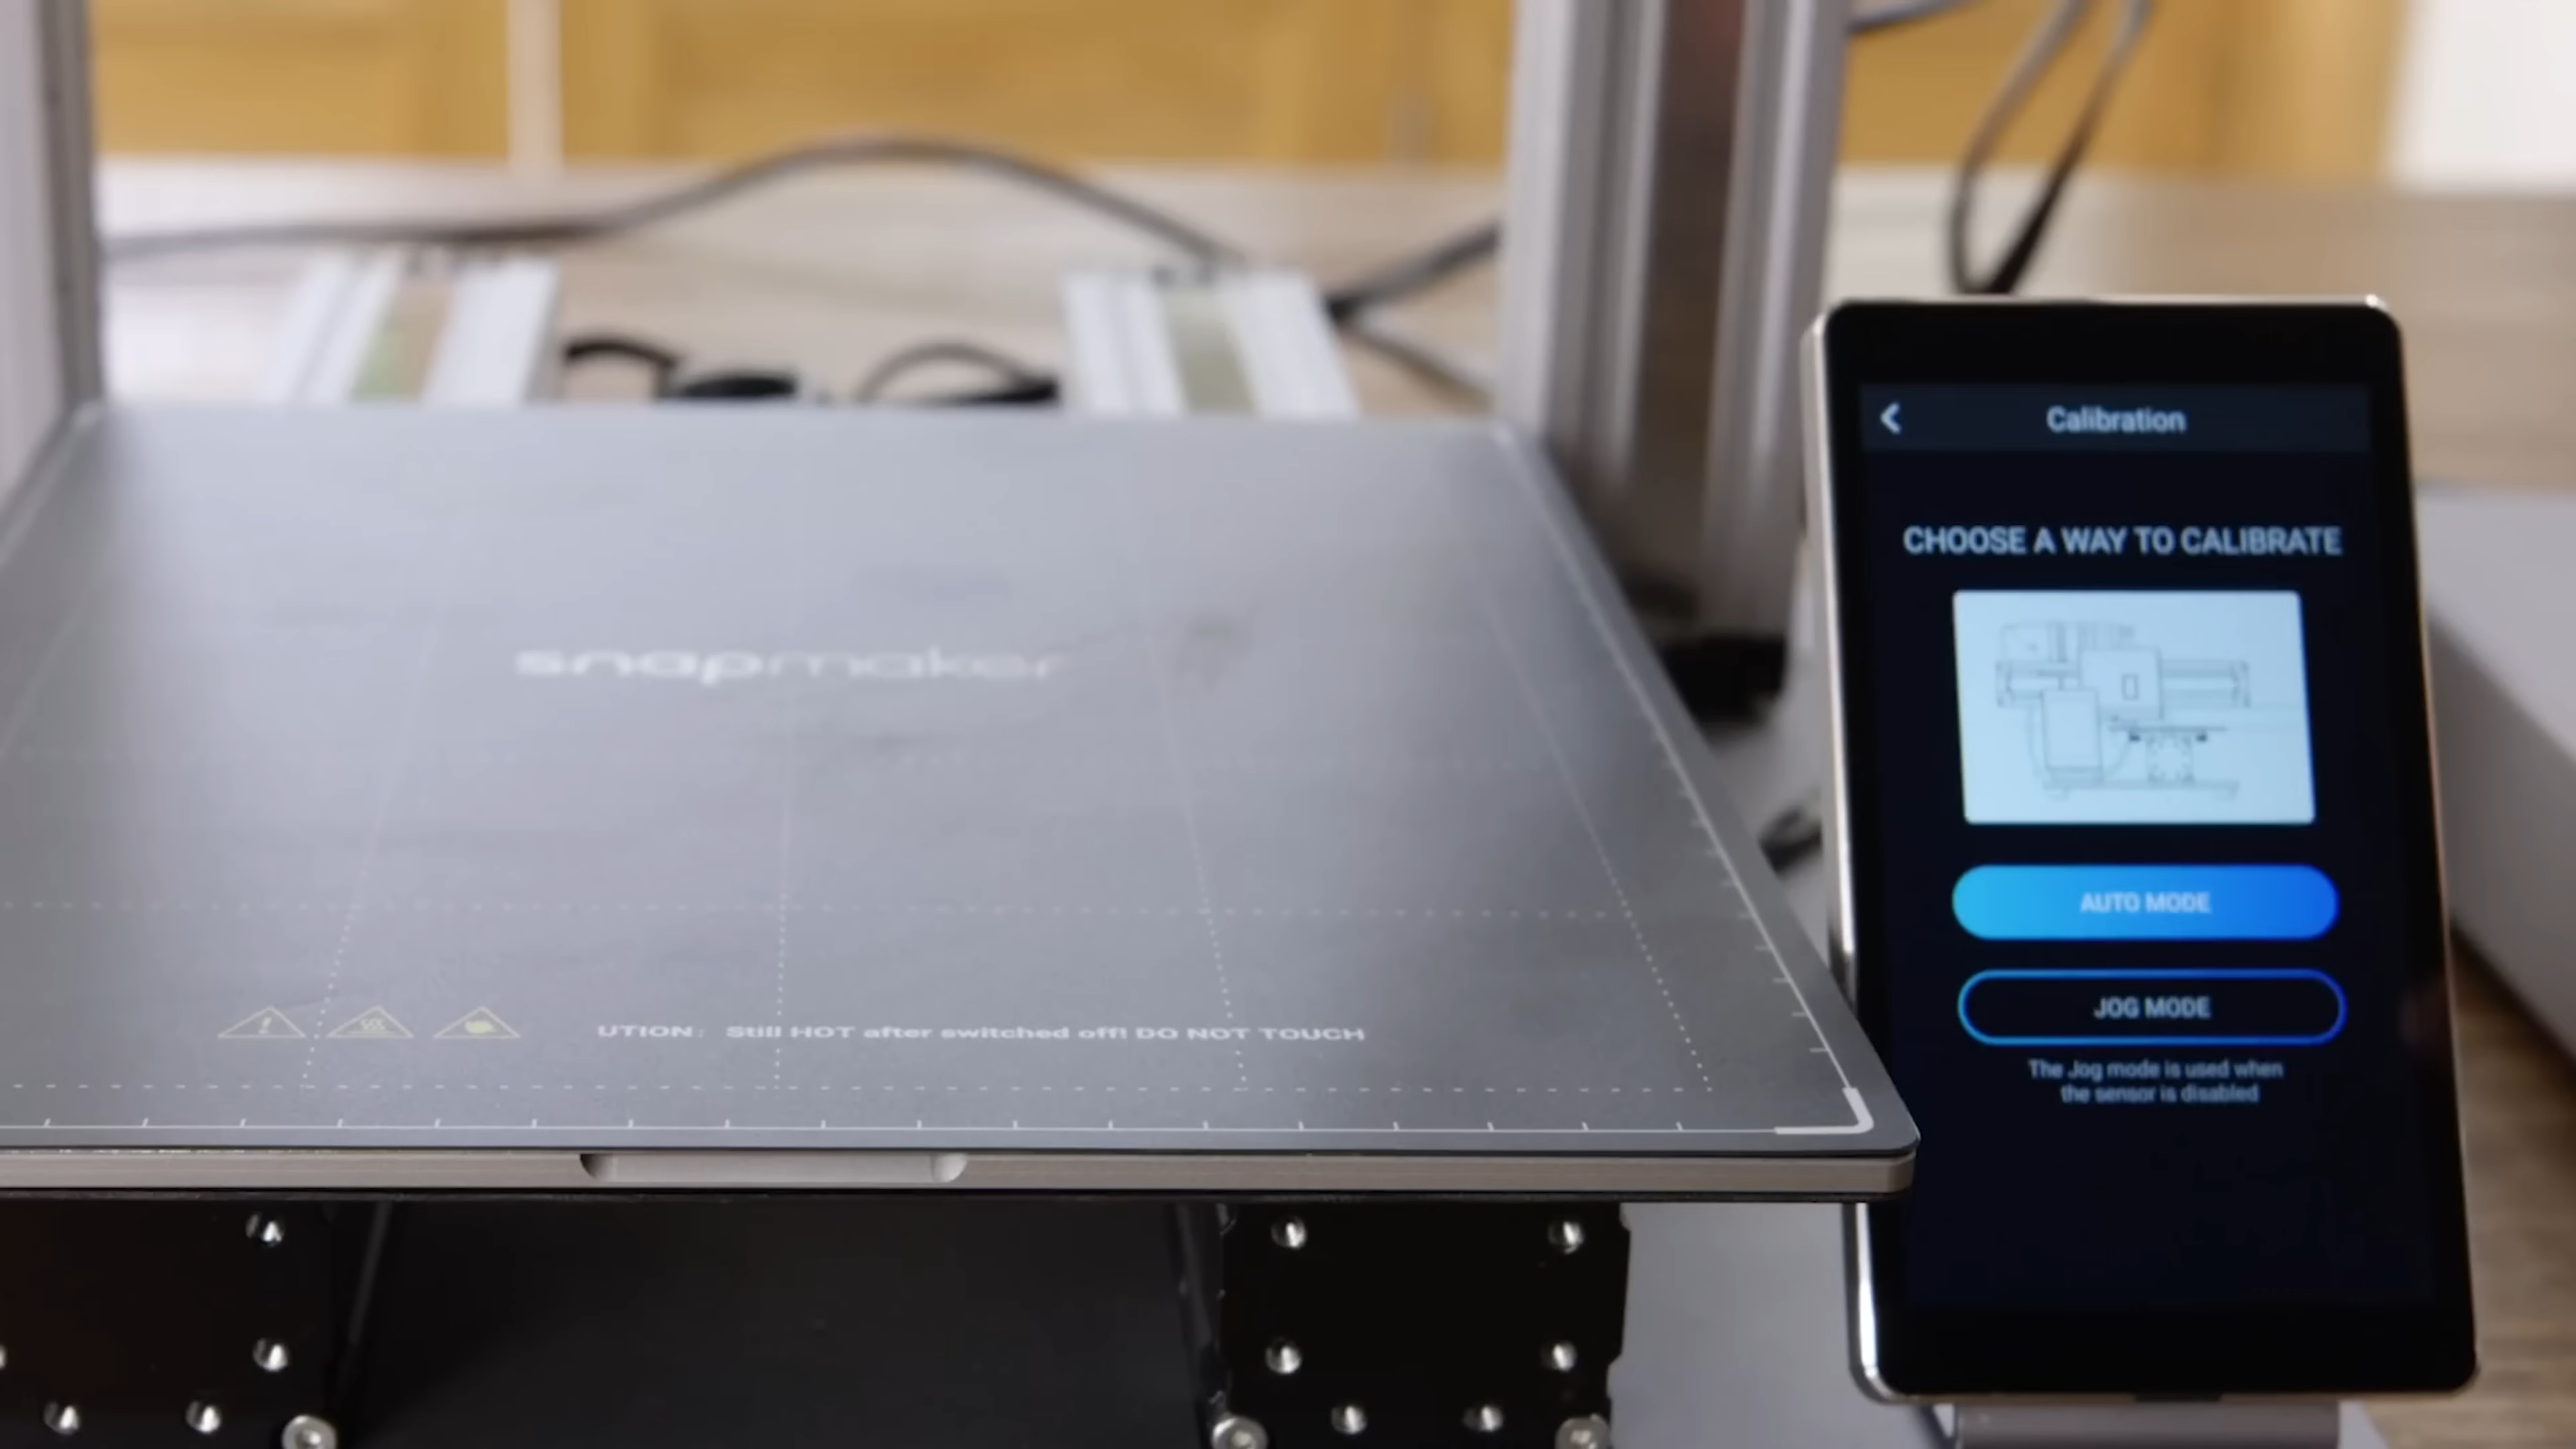 snapmaker
UTION: Still HOT after switched off! DO NOT TOUCH
Calibration
CHOOSE A WAY TO CALIBRATE
AUTO MODE
JOG MODE
The Jog mode is used when
the sensor is disabled